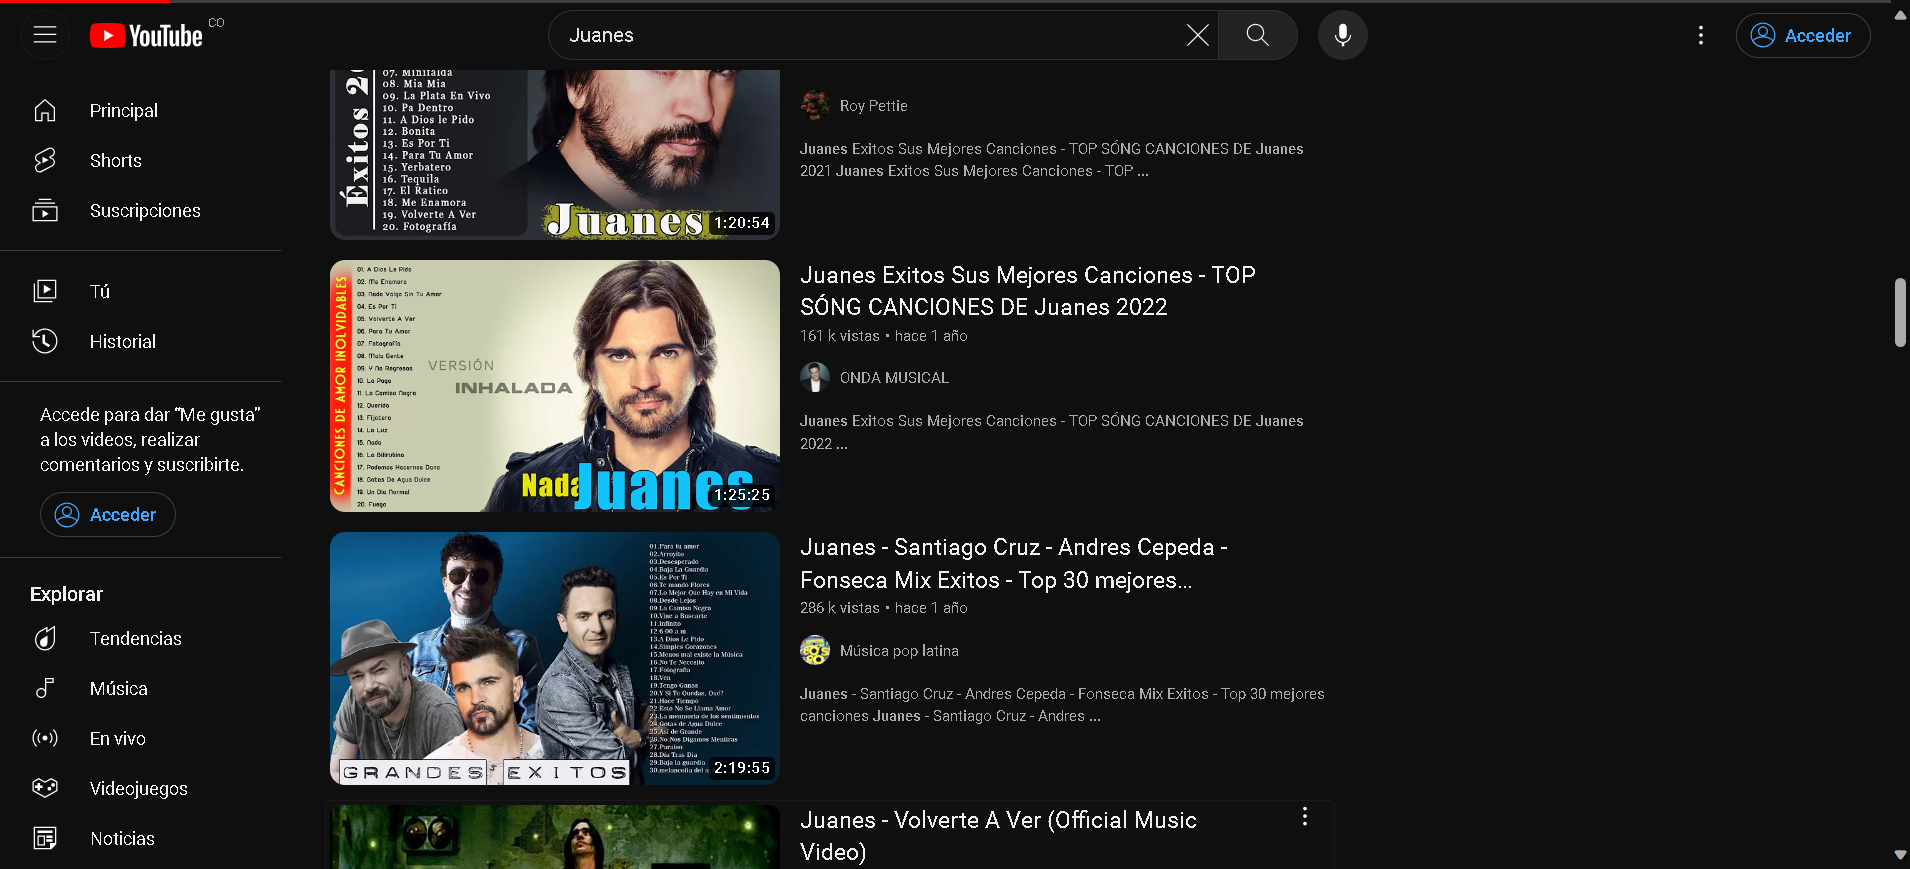 YouTube
CO
Juanes
Acceder
Principal
Shorts
Suscripciones
Tú
Historial
Accede para dar “Me gusta”
a los videos, realizar
comentarios y suscribirte.
Acceder
Explorar
Tendencias
Música
En vivo
Videojuegos
Noticias
07. Minifalda
08. Mia Mia
09. La Plata En Vivo
10. Pa Dentro
11. A Dios le Pido
12. Bonita
13. Es Por Ti
14. Para Tu Amor
15. Yerbatero
16. Tequila
17. El Ratico
18. Me Enamora
19. Volverte A Ver
20. Fotografía
Juanes
1:20:54
Roy Pettie
Juanes Exitos Sus Mejores Canciones - TOP SÓNG CANCIONES DE Juanes
2021 Juanes Exitos Sus Mejores Canciones - TOP ...
CANCIONES DE AMOR INOLVIDABLES
01. A Dios Le Pido
02. Me Enamora
03. Nada Valgo Sin Tu Amor
04. Es Por Ti
05. Volverte A Ver
06. Para Tu Amor
07. Fotografía
08. Mala Gente
09. Y No Regresas
10. La Paga
11. La Camisa Negra
12. Querida
13. Fíjate
14. La Luz
15. Nada
16. La Bilirrubina
17. Podemos Hacernos Dano
18. Gotas De Agua Dulce
19. Un Dia Normal
20. Fuego
VERSIÓN
INHALADA
Nada
Juanes
1:25:25
Juanes Exitos Sus Mejores Canciones - TOP
SÓNG CANCIONES DE Juanes 2022
161 k vistas • hace 1 año
ONDA MUSICAL
Juanes Exitos Sus Mejores Canciones - TOP SÓNG CANCIONES DE Juanes
2022 ...
01.Para tu amor
02.Arroyito
03.Desesperado
04.Baja La Guardia
05.Es Por Ti
06.Te mando Flores
07.Lo Mejor Que Hay en Mi Vida
08.Desde Lejos
09.La Camisa Negra
10.Vine a Buscarte
11.Infinito
12.6:00 a.m.
13.A Dios Le Pido
14.Simples Corazones
15.Menos mal existe la Música
16.No Te Necesito
17.Fotografía
18.Ven
19.Tengo Ganas
20.Y Si Te Quedas, Que?
21.Hace Tiempo
22.Esto No Se Llama Amor
23.La memmoria de los sentimientos
24.Gotas de Agua Dulce
25.Así de Grande
26.No Nos Digamos Mentiras
27.Paraíso
28.Día Tras Día
29.Baja la guardia
30.melancolía del a
GRANDES EXITOS
2:19:55
Juanes - Santiago Cruz - Andres Cepeda -
Fonseca Mix Exitos - Top 30 mejores...
286 k vistas • hace 1 año
Música pop latina
Juanes - Santiago Cruz - Andres Cepeda - Fonseca Mix Exitos - Top 30 mejores
canciones Juanes - Santiago Cruz - Andres ...
Juanes - Volverte A Ver (Official Music
Video)